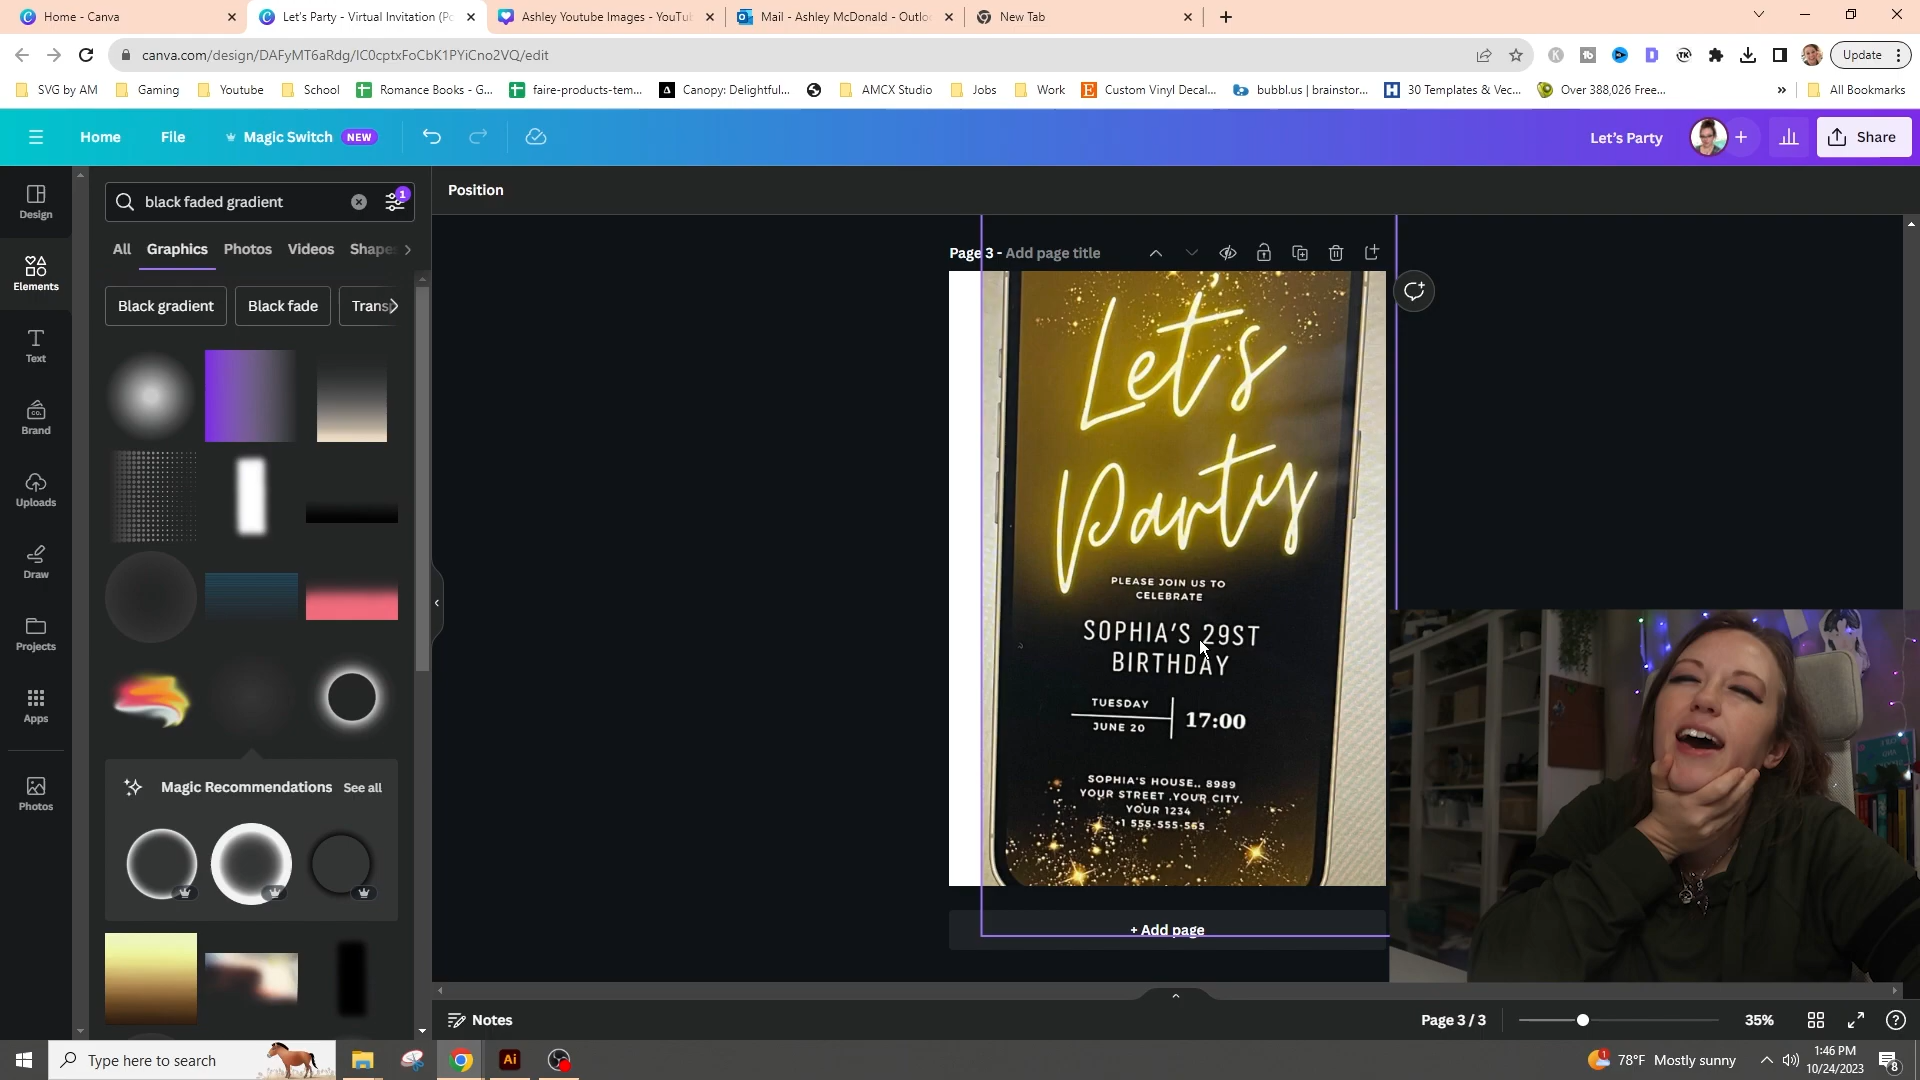 Home - Canva
Let's Party - Virtual Invitation (Po
Ashley Youtube Images - YouTu
Mail - Ashley McDonald - Outlo
New Tab
canva.com/design/DAFyMT6aRdg/IC0cptxFoCbK1PYiCno2VQ/edit
Update
SVG by AM
Gaming
Youtube
School
Romance Books - G...
faire-products-tem...
Canopy: Delightful...
AMCX Studio
Jobs
Work
Custom Vinyl Decal...
bubbl.us | brainstor...
30 Templates & Vec...
Over 388,026 Free...
All Bookmarks
Home
File
Magic Switch
NEW
Let's Party
Share
Design
Elements
Text
Brand
Uploads
Draw
Projects
Apps
Photos
black faded gradient
1
All
Graphics
Photos
Videos
Shapes
Black gradient
Black fade
Trans
Magic Recommendations
See all
Position
Page 3 - Add page title
Let's
Party
PLEASE JOIN US TO
CELEBRATE
SOPHIA'S 29ST
BIRTHDAY
TUESDAY
JUNE 20
17:00
SOPHIA'S HOUSE., 8989
YOUR STREET .YOUR CITY.
YOUR 1234
+1 555-555-555
+ Add page
Notes
Page 3 / 3
35%
Type here to search
Ai
78°F Mostly sunny
1:46 PM
10/24/2023
8